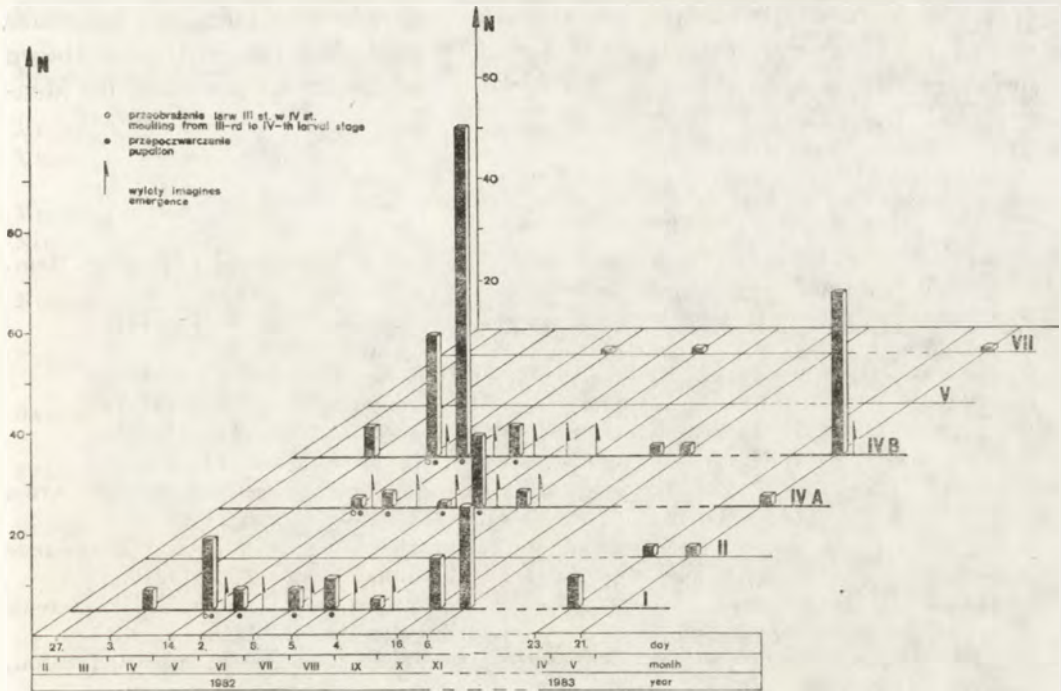 N
N
60
przeobrażenie larw III st. w IV st.
moulting from III-rd to IV-th larval stage
przepoczwarczenie
pupation
40
wyloty imagines
emergence
60
20
60
VII
V
40
IV B
IV A
20
II
I
27. 3. 14. 2. 6. 5. 4. 16. 6. 23. 21. day
II III IV V VI VII VIII IX X XI IV V month
1982 1983 year